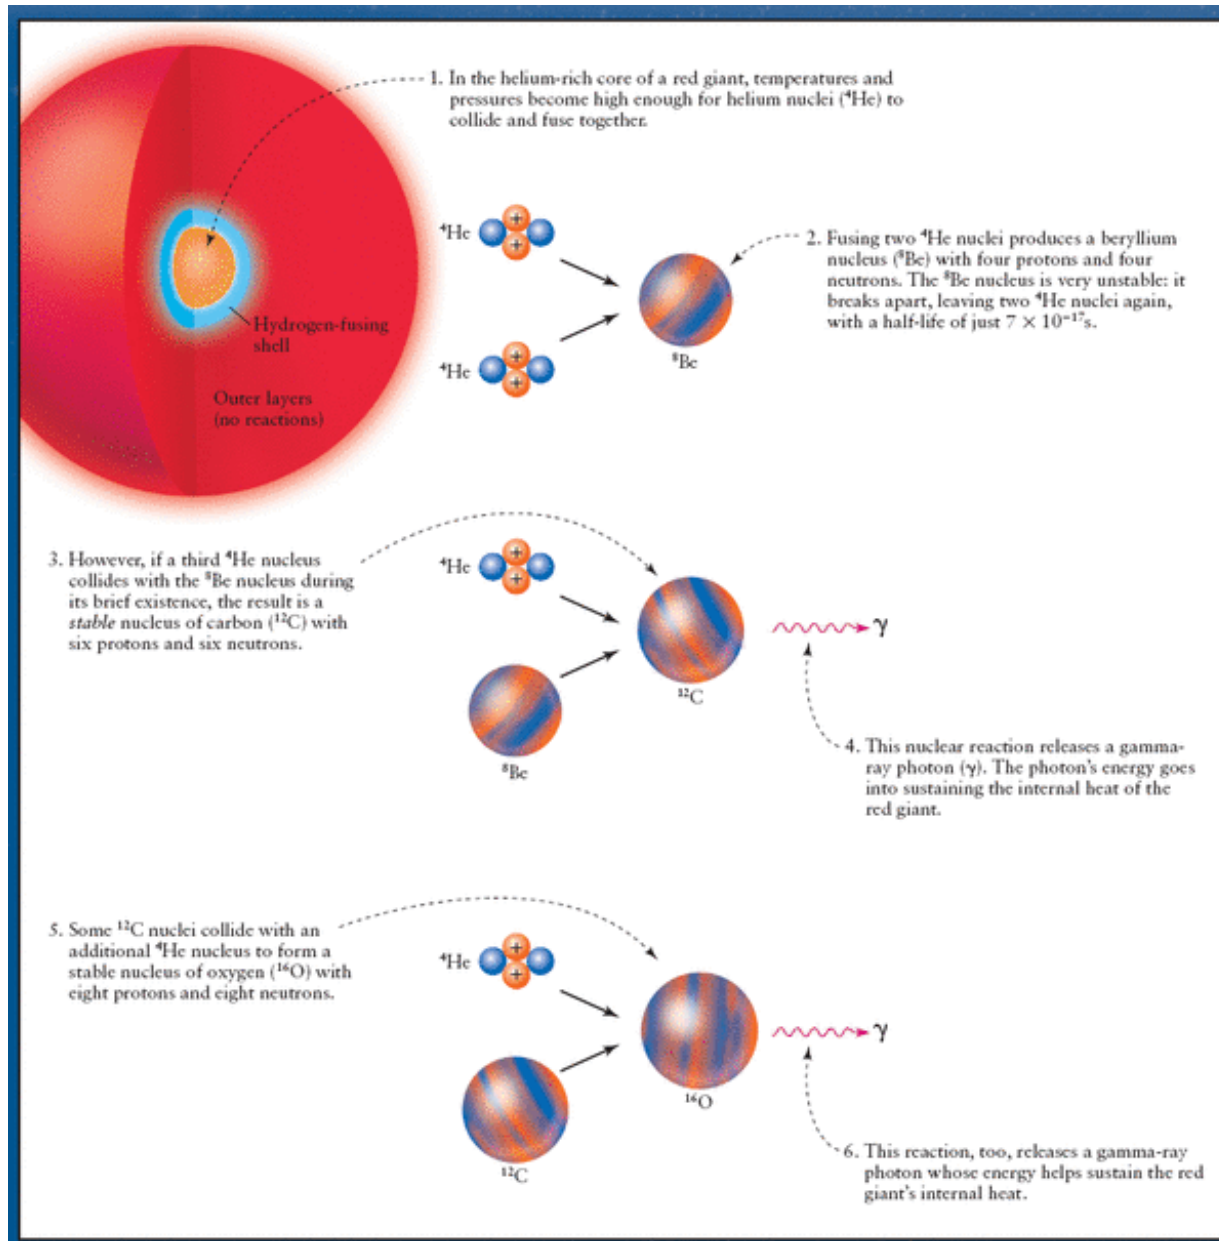 1. In the helium-rich core of a red giant, temperatures and
pressures become high enough for helium nuclei (⁴He) to
collide and fuse together.
⁴He
2. Fusing two ⁴He nuclei produces a beryllium
nucleus (⁸Be) with four protons and four
neutrons. The ⁸Be nucleus is very unstable: it
breaks apart, leaving two ⁴He nuclei again,
with a half-life of just 7 × 10⁻¹⁷s.
Hydrogen-fusing
shell
⁸Be
⁴He
Outer layers
(no reactions)
3. However, if a third ⁴He nucleus
collides with the ⁸Be nucleus during
its brief existence, the result is a
stable nucleus of carbon (¹²C) with
six protons and six neutrons.
⁴He
γ
¹²C
⁸Be
4. This nuclear reaction releases a gamma-
ray photon (γ). The photon's energy goes
into sustaining the internal heat of the
red giant.
5. Some ¹²C nuclei collide with an
additional ⁴He nucleus to form a
stable nucleus of oxygen (¹⁶O) with
eight protons and eight neutrons.
⁴He
γ
¹⁶O
¹²C
6. This reaction, too, releases a gamma-ray
photon whose energy helps sustain the red
giant's internal heat.